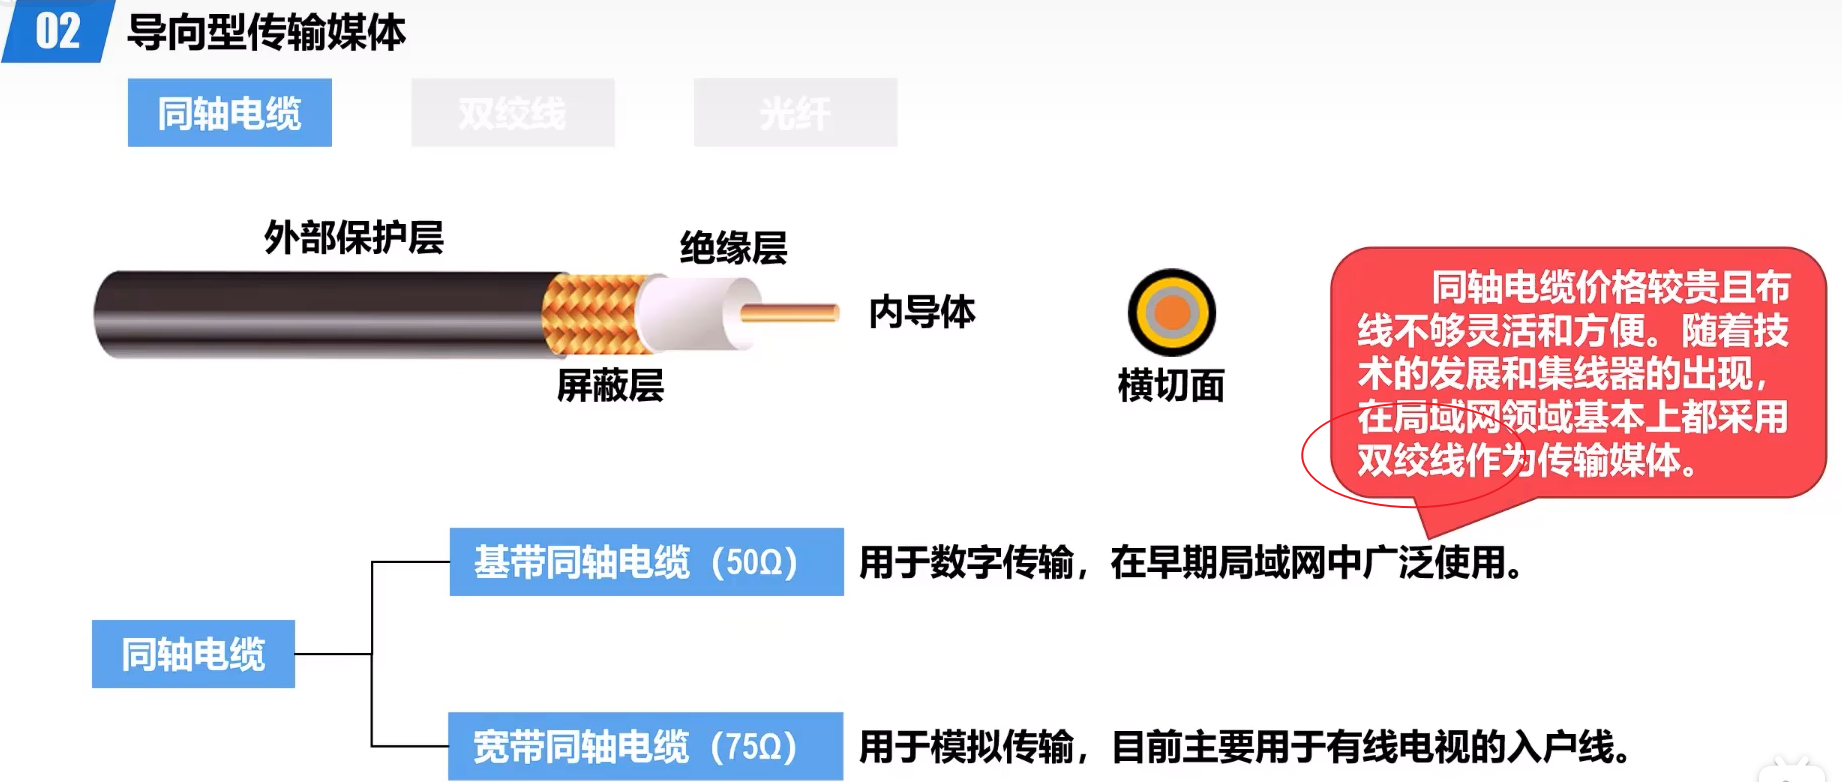 02 导向型传输媒体
同轴电缆 双绞线 光纤
外部保护层
绝缘层
内导体
屏蔽层
横切面
同轴电缆价格较贵且布
线不够灵活和方便。随着技
术的发展和集线器的出现，
在局域网领域基本上都采用
双绞线作为传输媒体。
基带同轴电缆（50Ω） 用于数字传输，在早期局域网中广泛使用。
同轴电缆
宽带同轴电缆（75Ω） 用于模拟传输，目前主要用于有线电视的入户线。